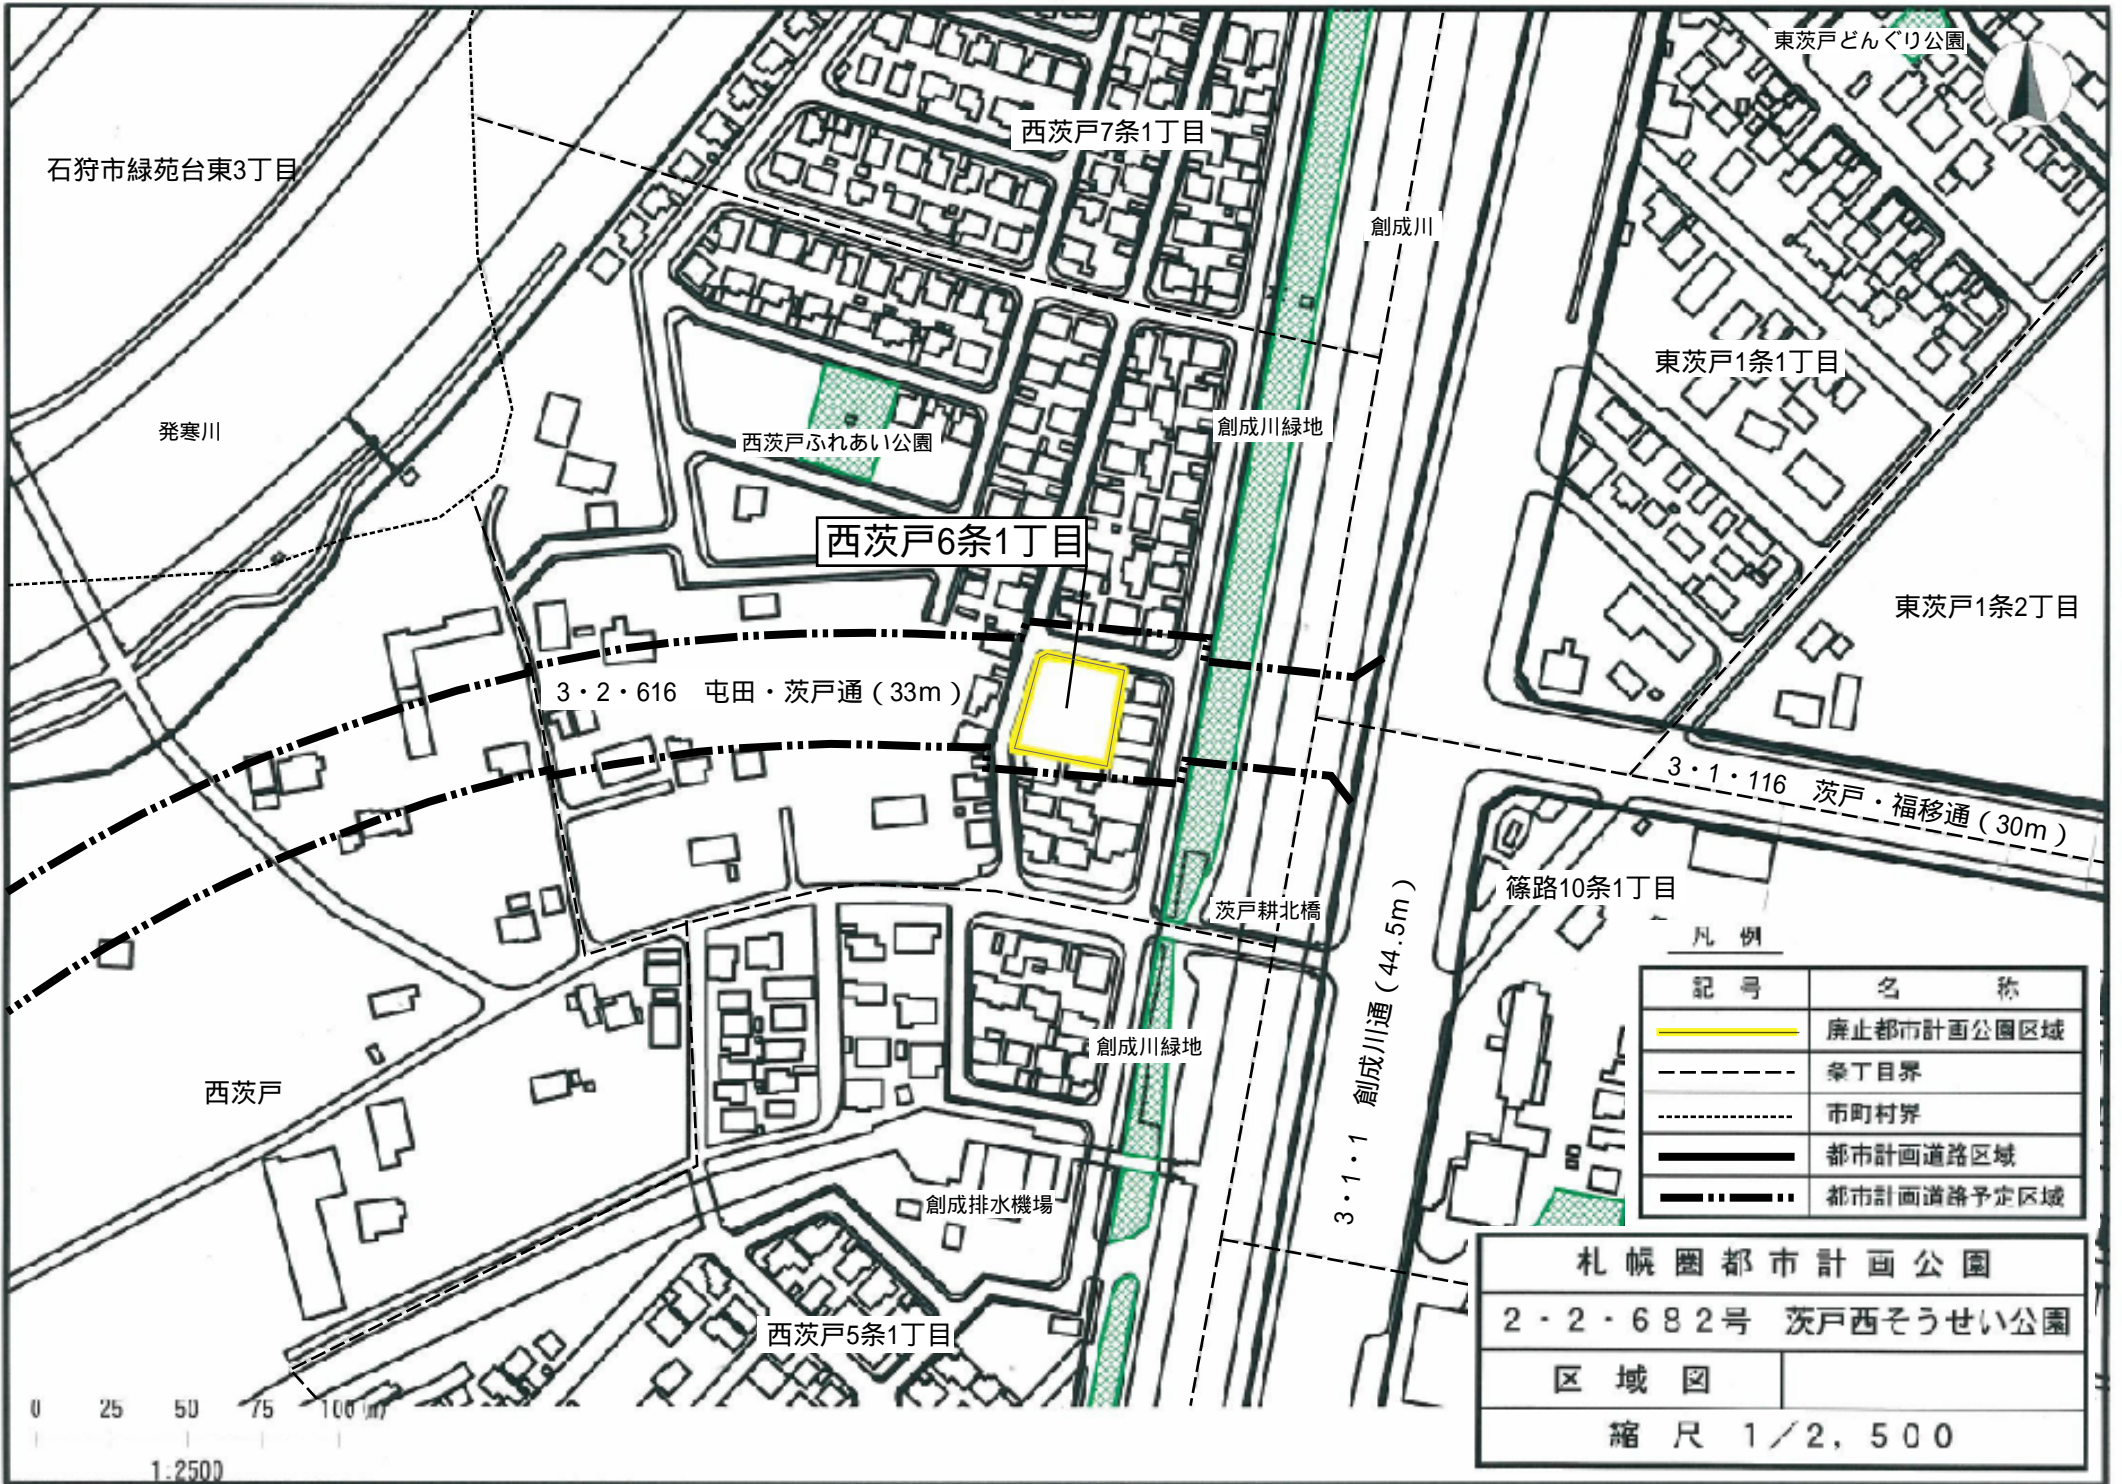 東茨戸どんぐり公園
西茨戸7条1丁目
石狩市緑苑台東3丁目
創成川
東茨戸1条1丁目
発寒川
西茨戸ふれあい公園
創成川緑地
西茨戸6条1丁目
東茨戸1条2丁目
3・2・616 屯田・茨戸通(33m)
3・1・116 茨戸・福移通(30m)
篠路10条1丁目
茨戸耕北橋
3・1・1 創成川通(44.5m)
創成川緑地
西茨戸
創成排水機場
西茨戸5条1丁目
凡例
記号 名称
廃止都市計画公園区域
条丁目界
市町村界
都市計画道路区域
都市計画道路予定区域
札幌圏都市計画公園
2・2・682号 茨戸西そうせい公園
区域図
縮尺 1/2,500
0 25 50 75 100(m)
1:2500